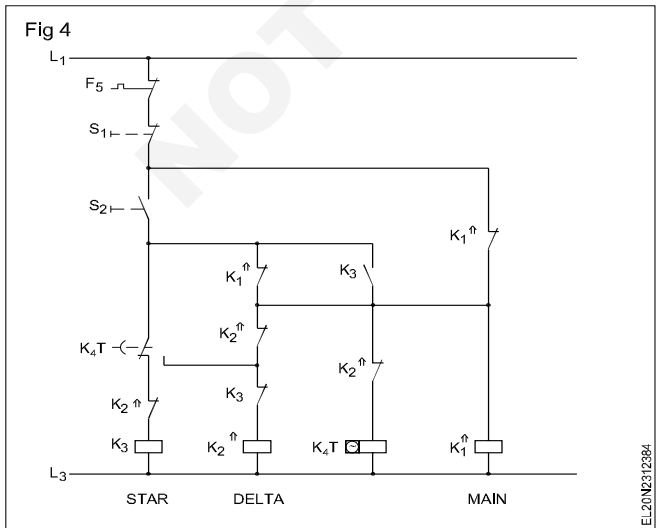 Fig 4
L1
F5
S1
S2
K1
K1
K3
K2
K4T
K2
K3
K2
K3
K2
K4T
K1
L3
STAR
DELTA
MAIN
EL20N2312384
NOT